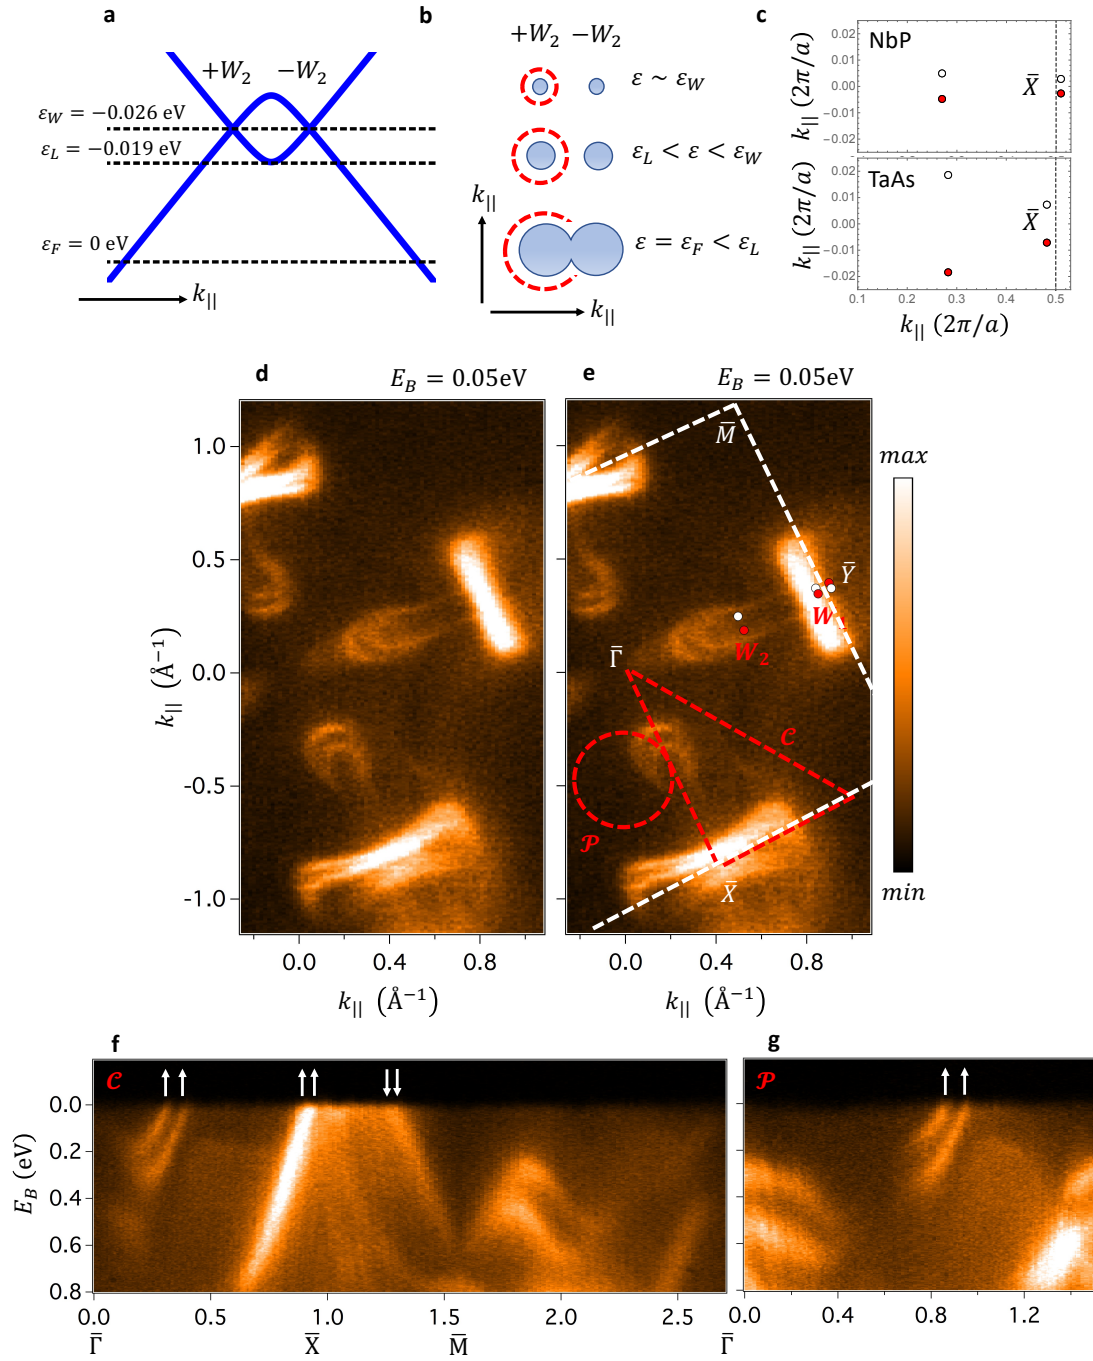 a
+W₂ −W₂
ε_W = −0.026 eV
ε_L = −0.019 eV
ε_F = 0 eV
k_||
b
+W₂ −W₂
ε ~ ε_W
ε_L < ε < ε_W
ε = ε_F < ε_L
k_||
k_||
c
NbP
0.02
0.01
0.00
-0.01
-0.02
X̄
k_|| (2π/a)
TaAs
0.02
0.01
0.00
-0.01
-0.02
X̄
k_|| (2π/a)
0.1 0.2 0.3 0.4 0.5
k_|| (2π/a)
d
E_B = 0.05eV
1.0
0.5
0.0
-0.5
-1.0
k_|| (Å⁻¹)
0.0 0.4 0.8
k_|| (Å⁻¹)
e
E_B = 0.05eV
M̄
Ȳ
W
W₂
Γ̄
C
P
X̄
0.0 0.4 0.8
k_|| (Å⁻¹)
max
min
f
C
0.0
0.2
0.4
0.6
0.8
E_B (eV)
0.0 0.5 1.0 1.5 2.0 2.5
Γ̄ X̄ M̄ Γ̄
g
P
0.0 0.4 0.8 1.2